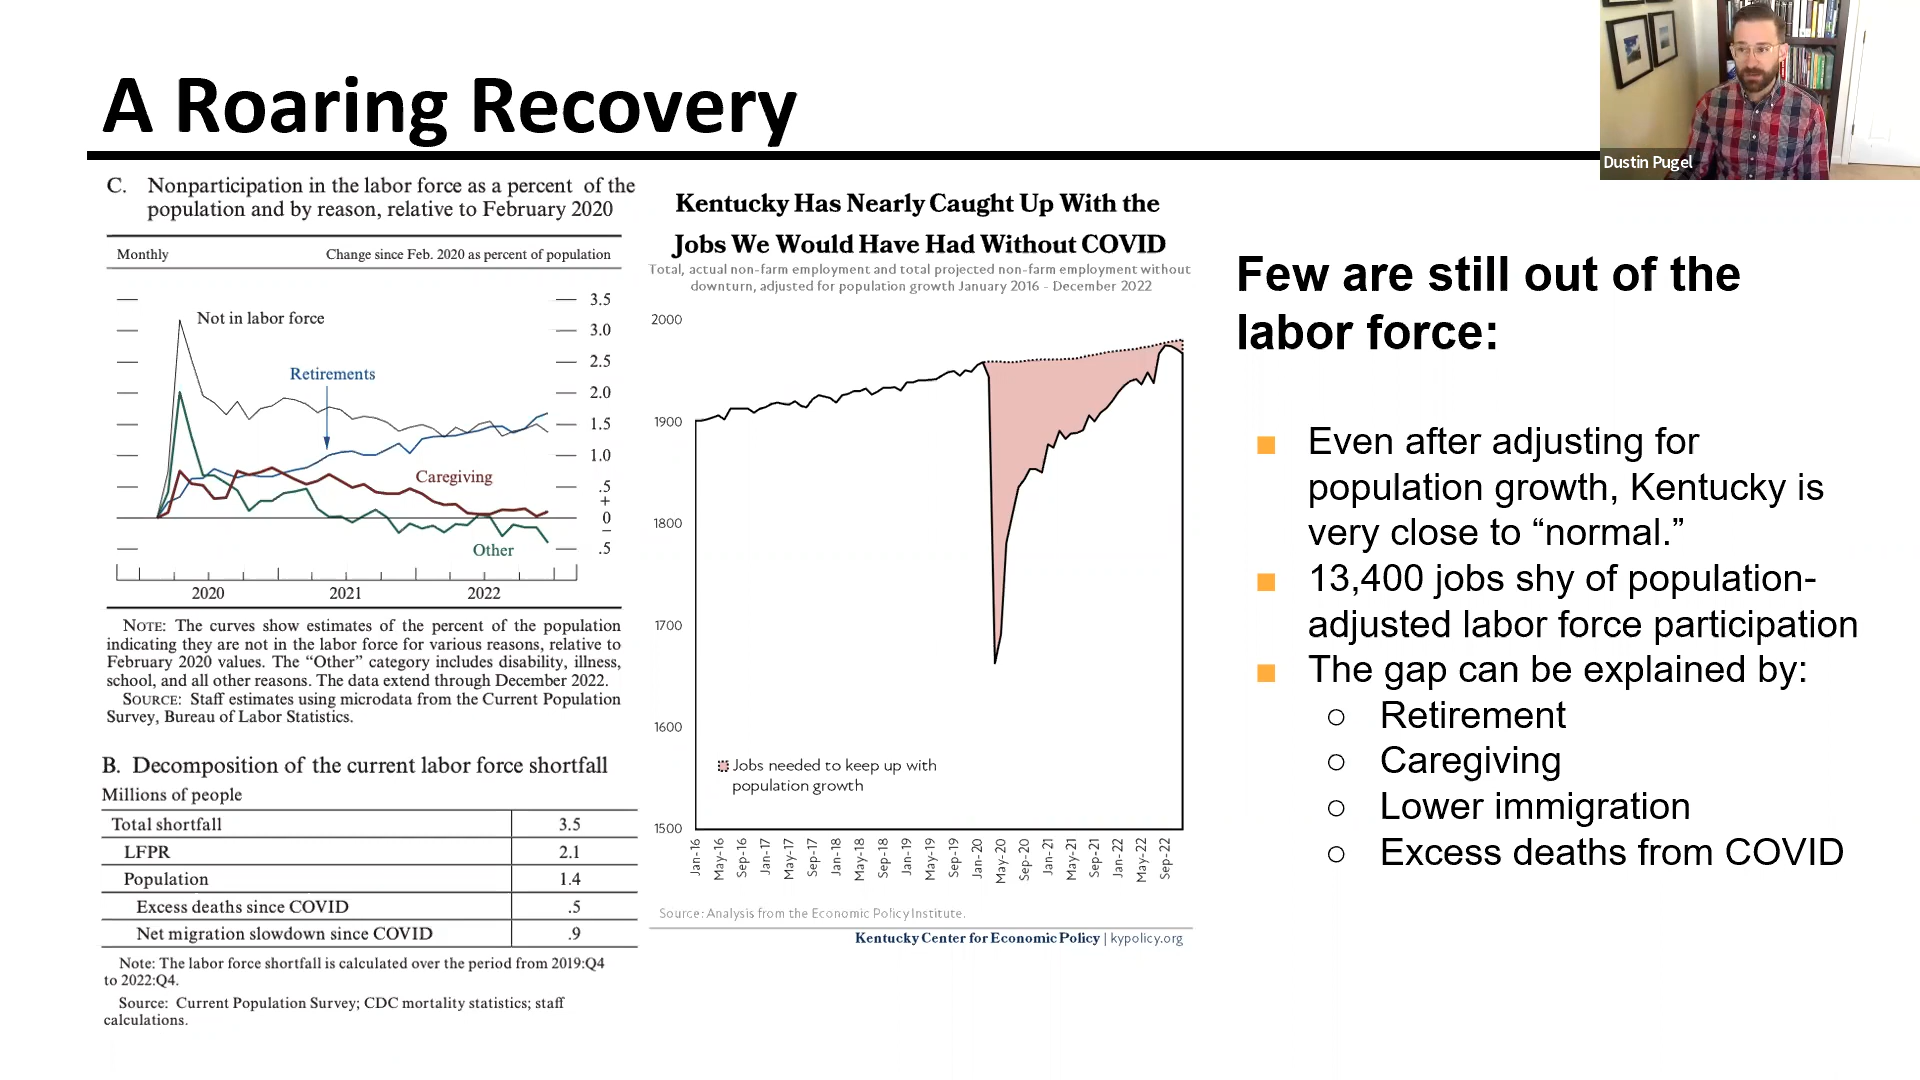 A Roaring Recovery
Dustin Pugel
C. Nonparticipation in the labor force as a percent of the
population and by reason, relative to February 2020
Monthly
Change since Feb. 2020 as percent of population
3.5
3.0
2.5
2.0
1.5
1.0
.5
+
0
–
.5
Not in labor force
Retirements
Caregiving
Other
2020
2021
2022
NOTE: The curves show estimates of the percent of the population
indicating they are not in the labor force for various reasons, relative to
February 2020 values. The “Other” category includes disability, illness,
school, and all other reasons. The data extend through December 2022.
SOURCE: Staff estimates using microdata from the Current Population
Survey, Bureau of Labor Statistics.
B. Decomposition of the current labor force shortfall
Millions of people
Total shortfall 3.5
LFPR 2.1
Population 1.4
Excess deaths since COVID .5
Net migration slowdown since COVID .9
Note: The labor force shortfall is calculated over the period from 2019:Q4
to 2022:Q4.
Source: Current Population Survey; CDC mortality statistics; staff
calculations.
Kentucky Has Nearly Caught Up With the
Jobs We Would Have Had Without COVID
Total, actual non-farm employment and total projected non-farm employment without
downturn, adjusted for population growth January 2016 - December 2022
2000
1900
1800
1700
1600
1500
Jobs needed to keep up with
population growth
Jan-16
May-16
Sep-16
Jan-17
May-17
Sep-17
Jan-18
May-18
Sep-18
Jan-19
May-19
Sep-19
Jan-20
May-20
Sep-20
Jan-21
May-21
Sep-21
Jan-22
May-22
Sep-22
Source: Analysis from the Economic Policy Institute.
Kentucky Center for Economic Policy | kypolicy.org
Few are still out of the
labor force:
Even after adjusting for
population growth, Kentucky is
very close to “normal.”
13,400 jobs shy of population-
adjusted labor force participation
The gap can be explained by:
Retirement
Caregiving
Lower immigration
Excess deaths from COVID